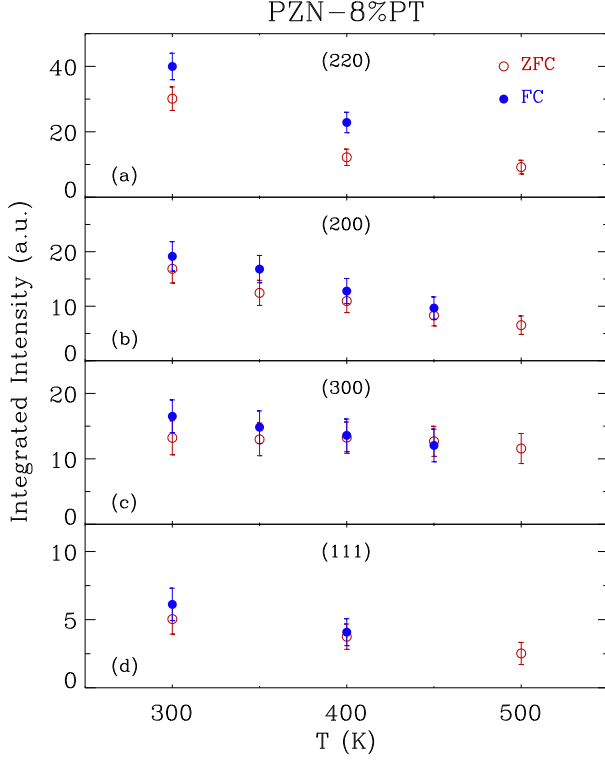 PZN−8%PT
Integrated Intensity (a.u.)
40
20
0
(220)
ZFC
FC
(a)
20
10
0
(200)
(b)
20
10
0
(300)
(c)
10
5
0
(111)
(d)
300
400
500
T (K)